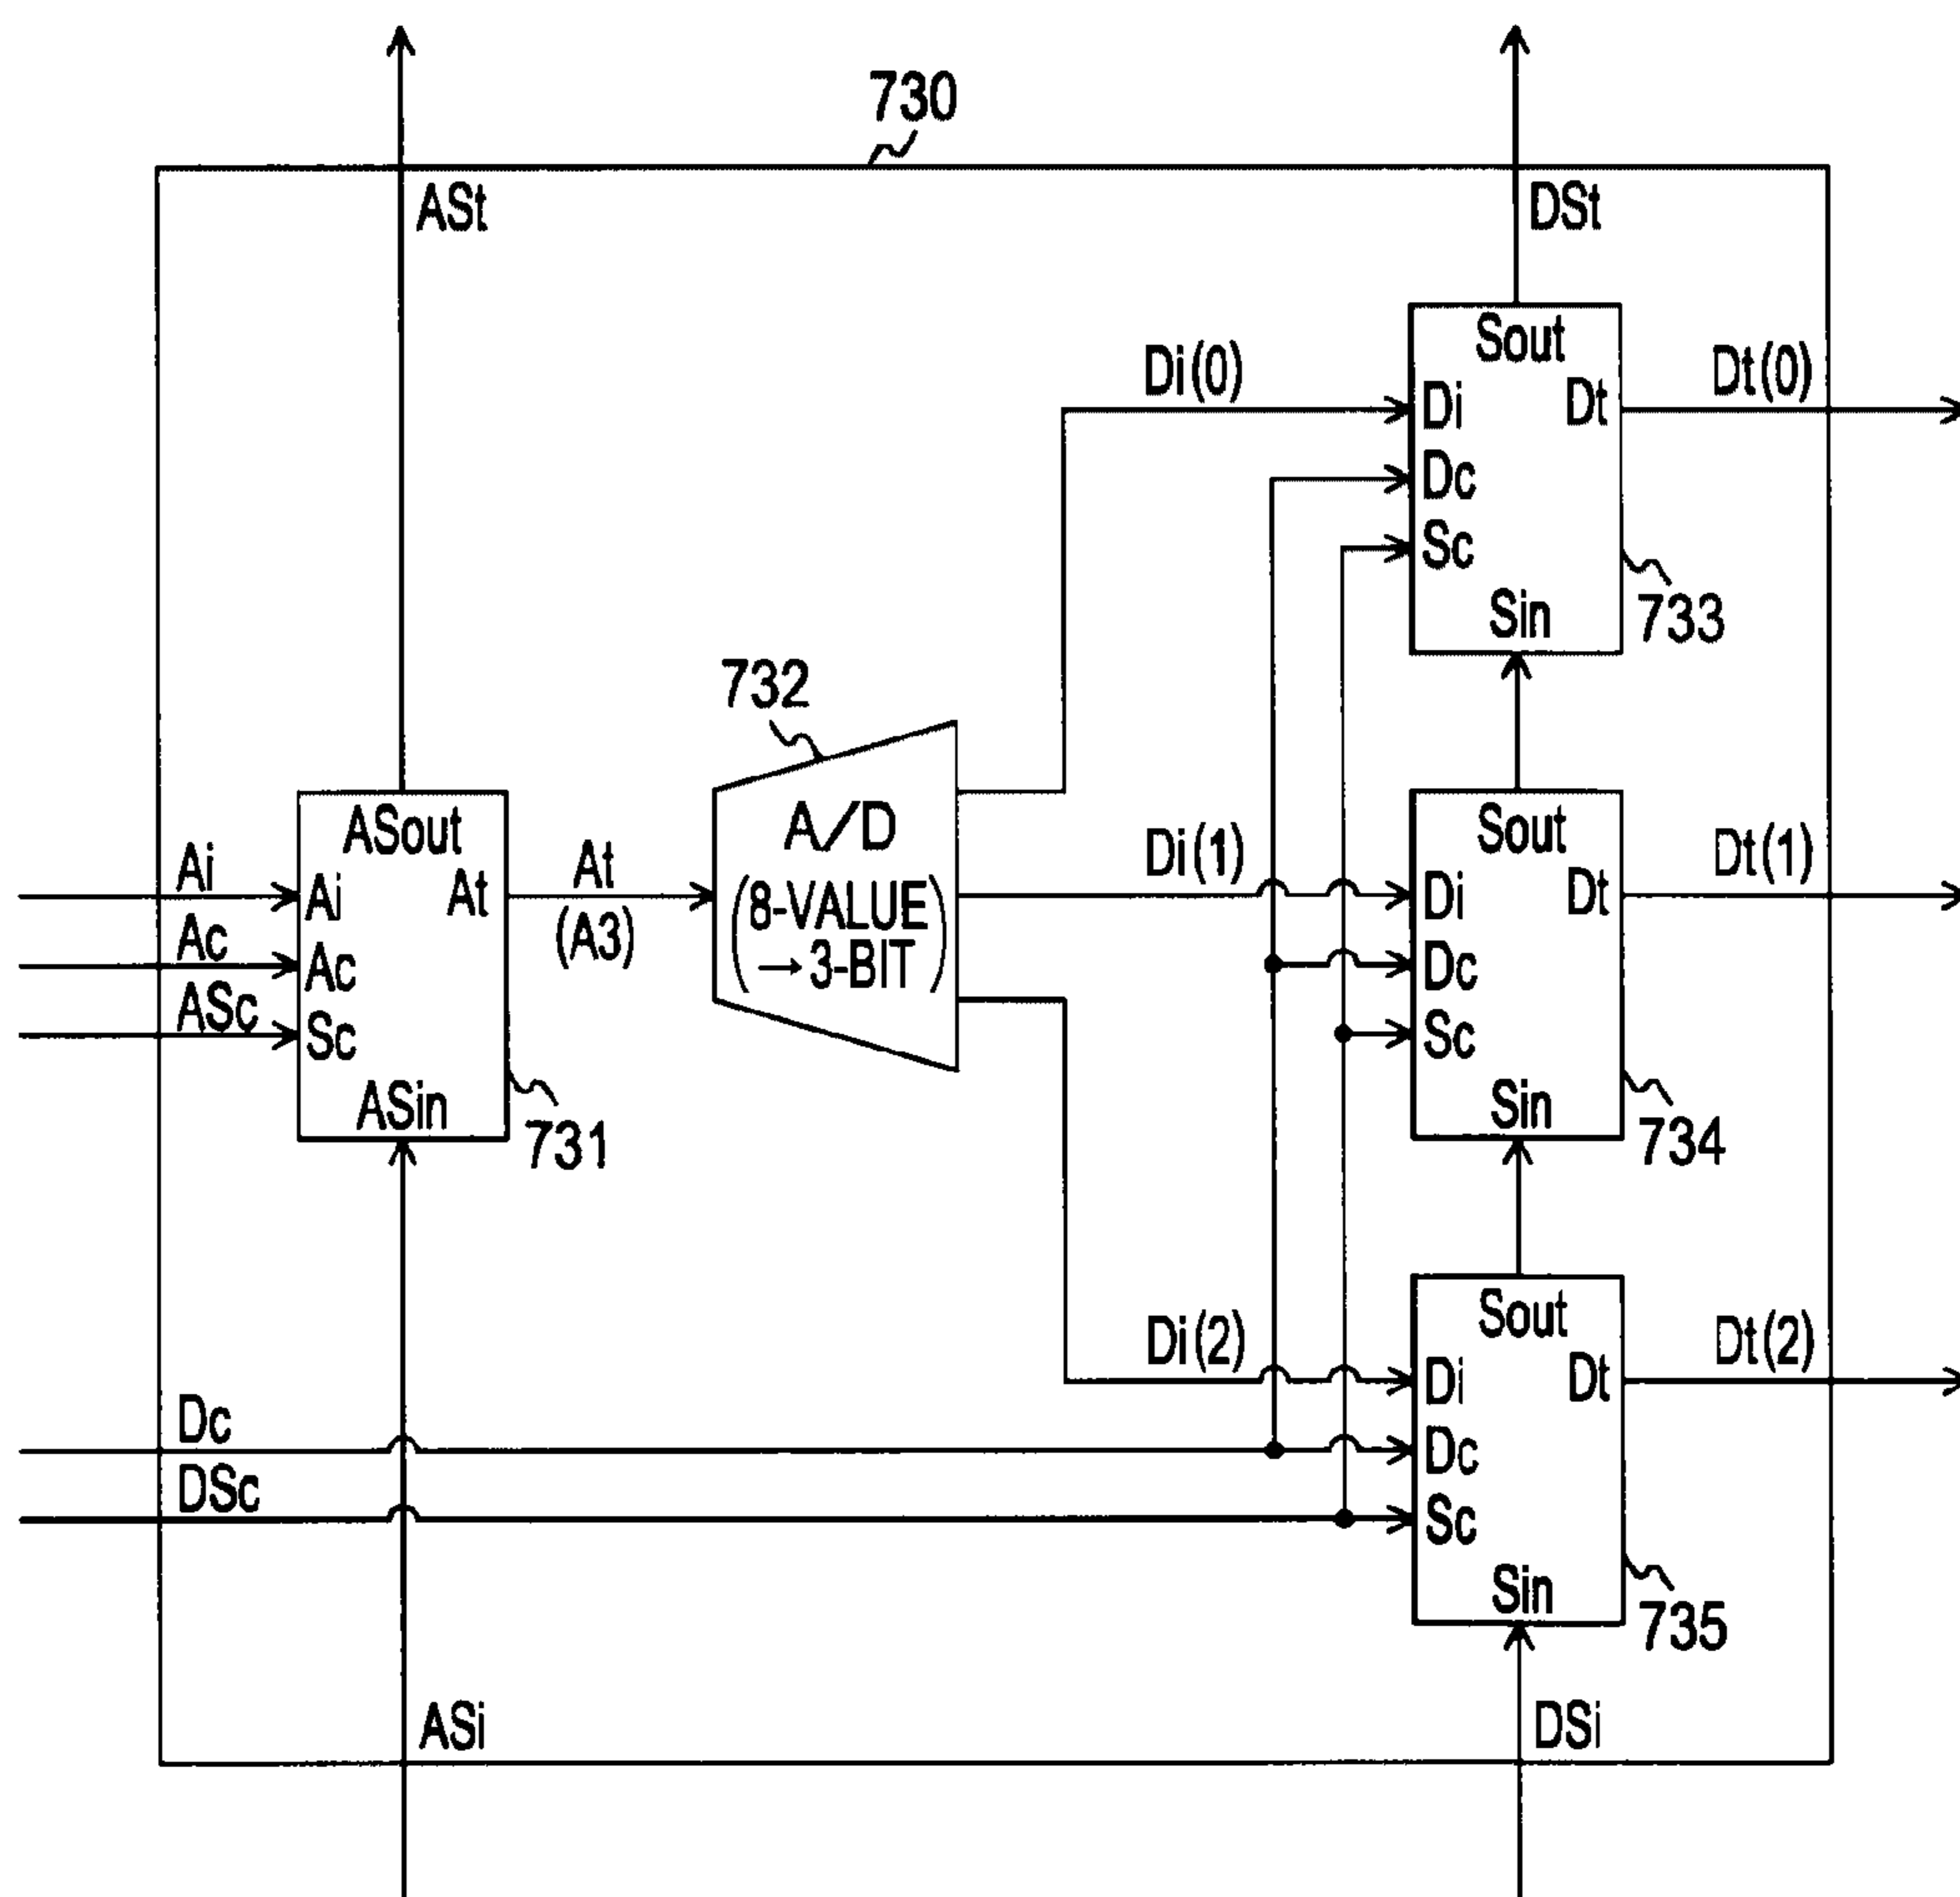 730
ASt
DSt
Sout
Di(0)
Dt
Dt(0)
Di
Dc
Sc
Sin
733
732
A/D
(8-VALUE
→3-BIT)
ASout
Ai
Ai
At
At
(A3)
Ac
Ac
ASc
Sc
ASin
731
Di(1)
Sout
Di
Dt
Dt(1)
Dc
Sc
Sin
734
Di(2)
Sout
Di
Dt
Dt(2)
Dc
Dc
DSc
Sc
Sin
735
ASi
DSi